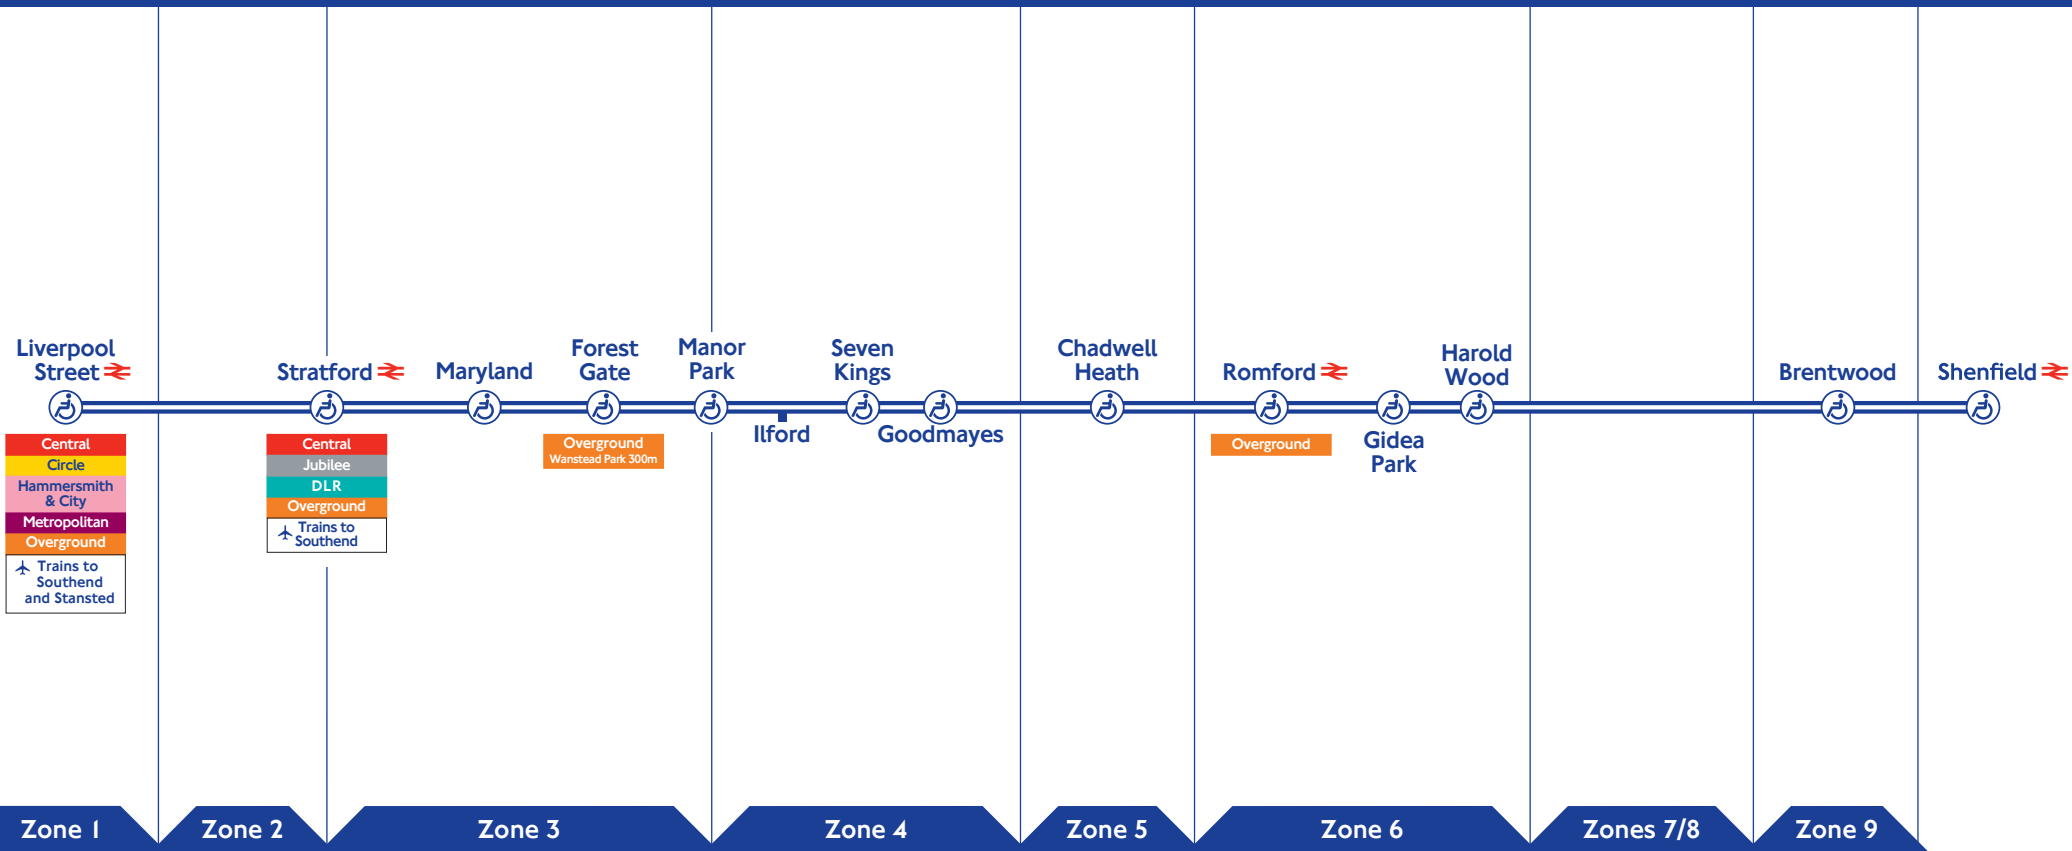 Liverpool
Street
Central
Circle
Hammersmith
& City
Metropolitan
Overground
Trains to
Southend
and Stansted
Stratford
Central
Jubilee
DLR
Overground
Trains to
Southend
Maryland
Forest
Gate
Overground
Wanstead Park 300m
Manor
Park
Ilford
Seven
Kings
Goodmayes
Chadwell
Heath
Romford
Overground
Gidea
Park
Harold
Wood
Brentwood
Shenfield
Zone 1
Zone 2
Zone 3
Zone 4
Zone 5
Zone 6
Zones 7/8
Zone 9